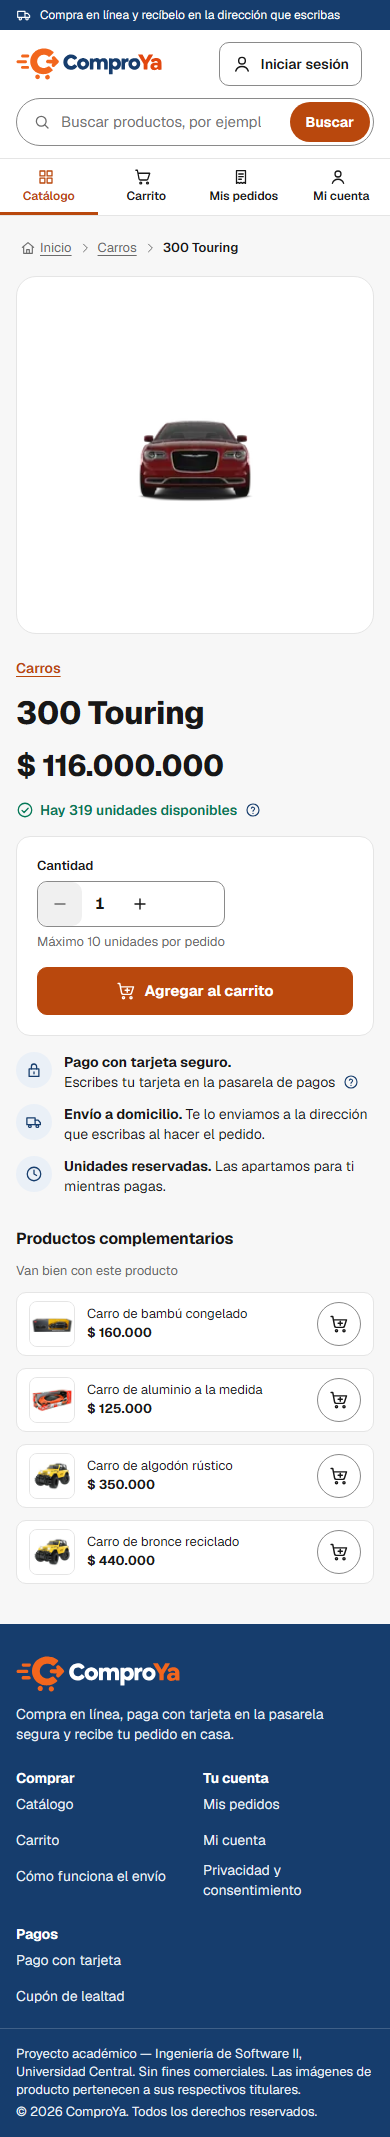 Compra en línea y recíbelo en la dirección que escribas
ComproYa
Iniciar sesión
Buscar productos, por ejempl
Buscar
Catálogo
Carrito
Mis pedidos
Mi cuenta
Inicio > Carros > 300 Touring
Carros
300 Touring
$ 116.000.000
Hay 319 unidades disponibles
Cantidad
− 1 +
Máximo 10 unidades por pedido
Agregar al carrito
Pago con tarjeta seguro.
Escribes tu tarjeta en la pasarela de pagos
Envío a domicilio. Te lo enviamos a la dirección
que escribas al hacer el pedido.
Unidades reservadas. Las apartamos para ti
mientras pagas.
Productos complementarios
Van bien con este producto
Carro de bambú congelado
$ 160.000
Carro de aluminio a la medida
$ 125.000
Carro de algodón rústico
$ 350.000
Carro de bronce reciclado
$ 440.000
ComproYa
Compra en línea, paga con tarjeta en la pasarela
segura y recibe tu pedido en casa.
Comprar
Catálogo
Carrito
Cómo funciona el envío
Tu cuenta
Mis pedidos
Mi cuenta
Privacidad y
consentimiento
Pagos
Pago con tarjeta
Cupón de lealtad
Proyecto académico — Ingeniería de Software II,
Universidad Central. Sin fines comerciales. Las imágenes de
producto pertenecen a sus respectivos titulares.
© 2026 ComproYa. Todos los derechos reservados.